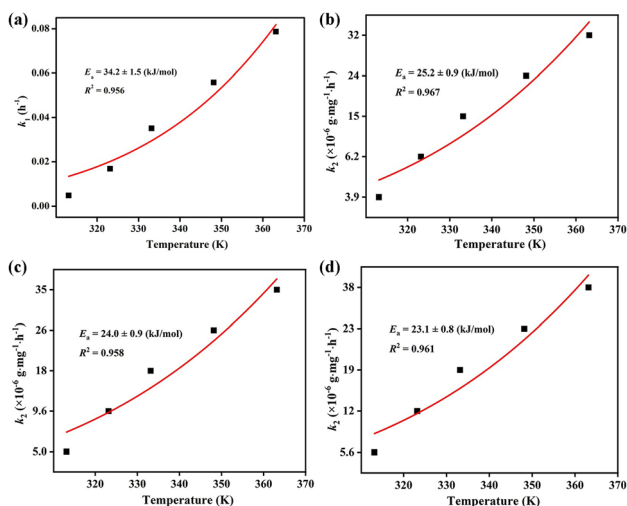 (a)
0.08
0.06
0.04
0.02
0.00
k₁ (h⁻¹)
Eₐ = 34.2 ± 1.5 (kJ/mol)
R² = 0.956
320 330 340 350 360 370
Temperature (K)
(b)
32
24
15
6.2
3.9
k₂ (×10⁻⁶ g·mg⁻¹·h⁻¹)
Eₐ = 25.2 ± 0.9 (kJ/mol)
R² = 0.967
320 330 340 350 360 370
Temperature (K)
(c)
35
26
18
9.6
5.0
k₂ (×10⁻⁶ g·mg⁻¹·h⁻¹)
Eₐ = 24.0 ± 0.9 (kJ/mol)
R² = 0.958
320 330 340 350 360 370
Temperature (K)
(d)
38
23
19
12
5.6
k₂ (×10⁻⁶ g·mg⁻¹·h⁻¹)
Eₐ = 23.1 ± 0.8 (kJ/mol)
R² = 0.961
320 330 340 350 360 370
Temperature (K)